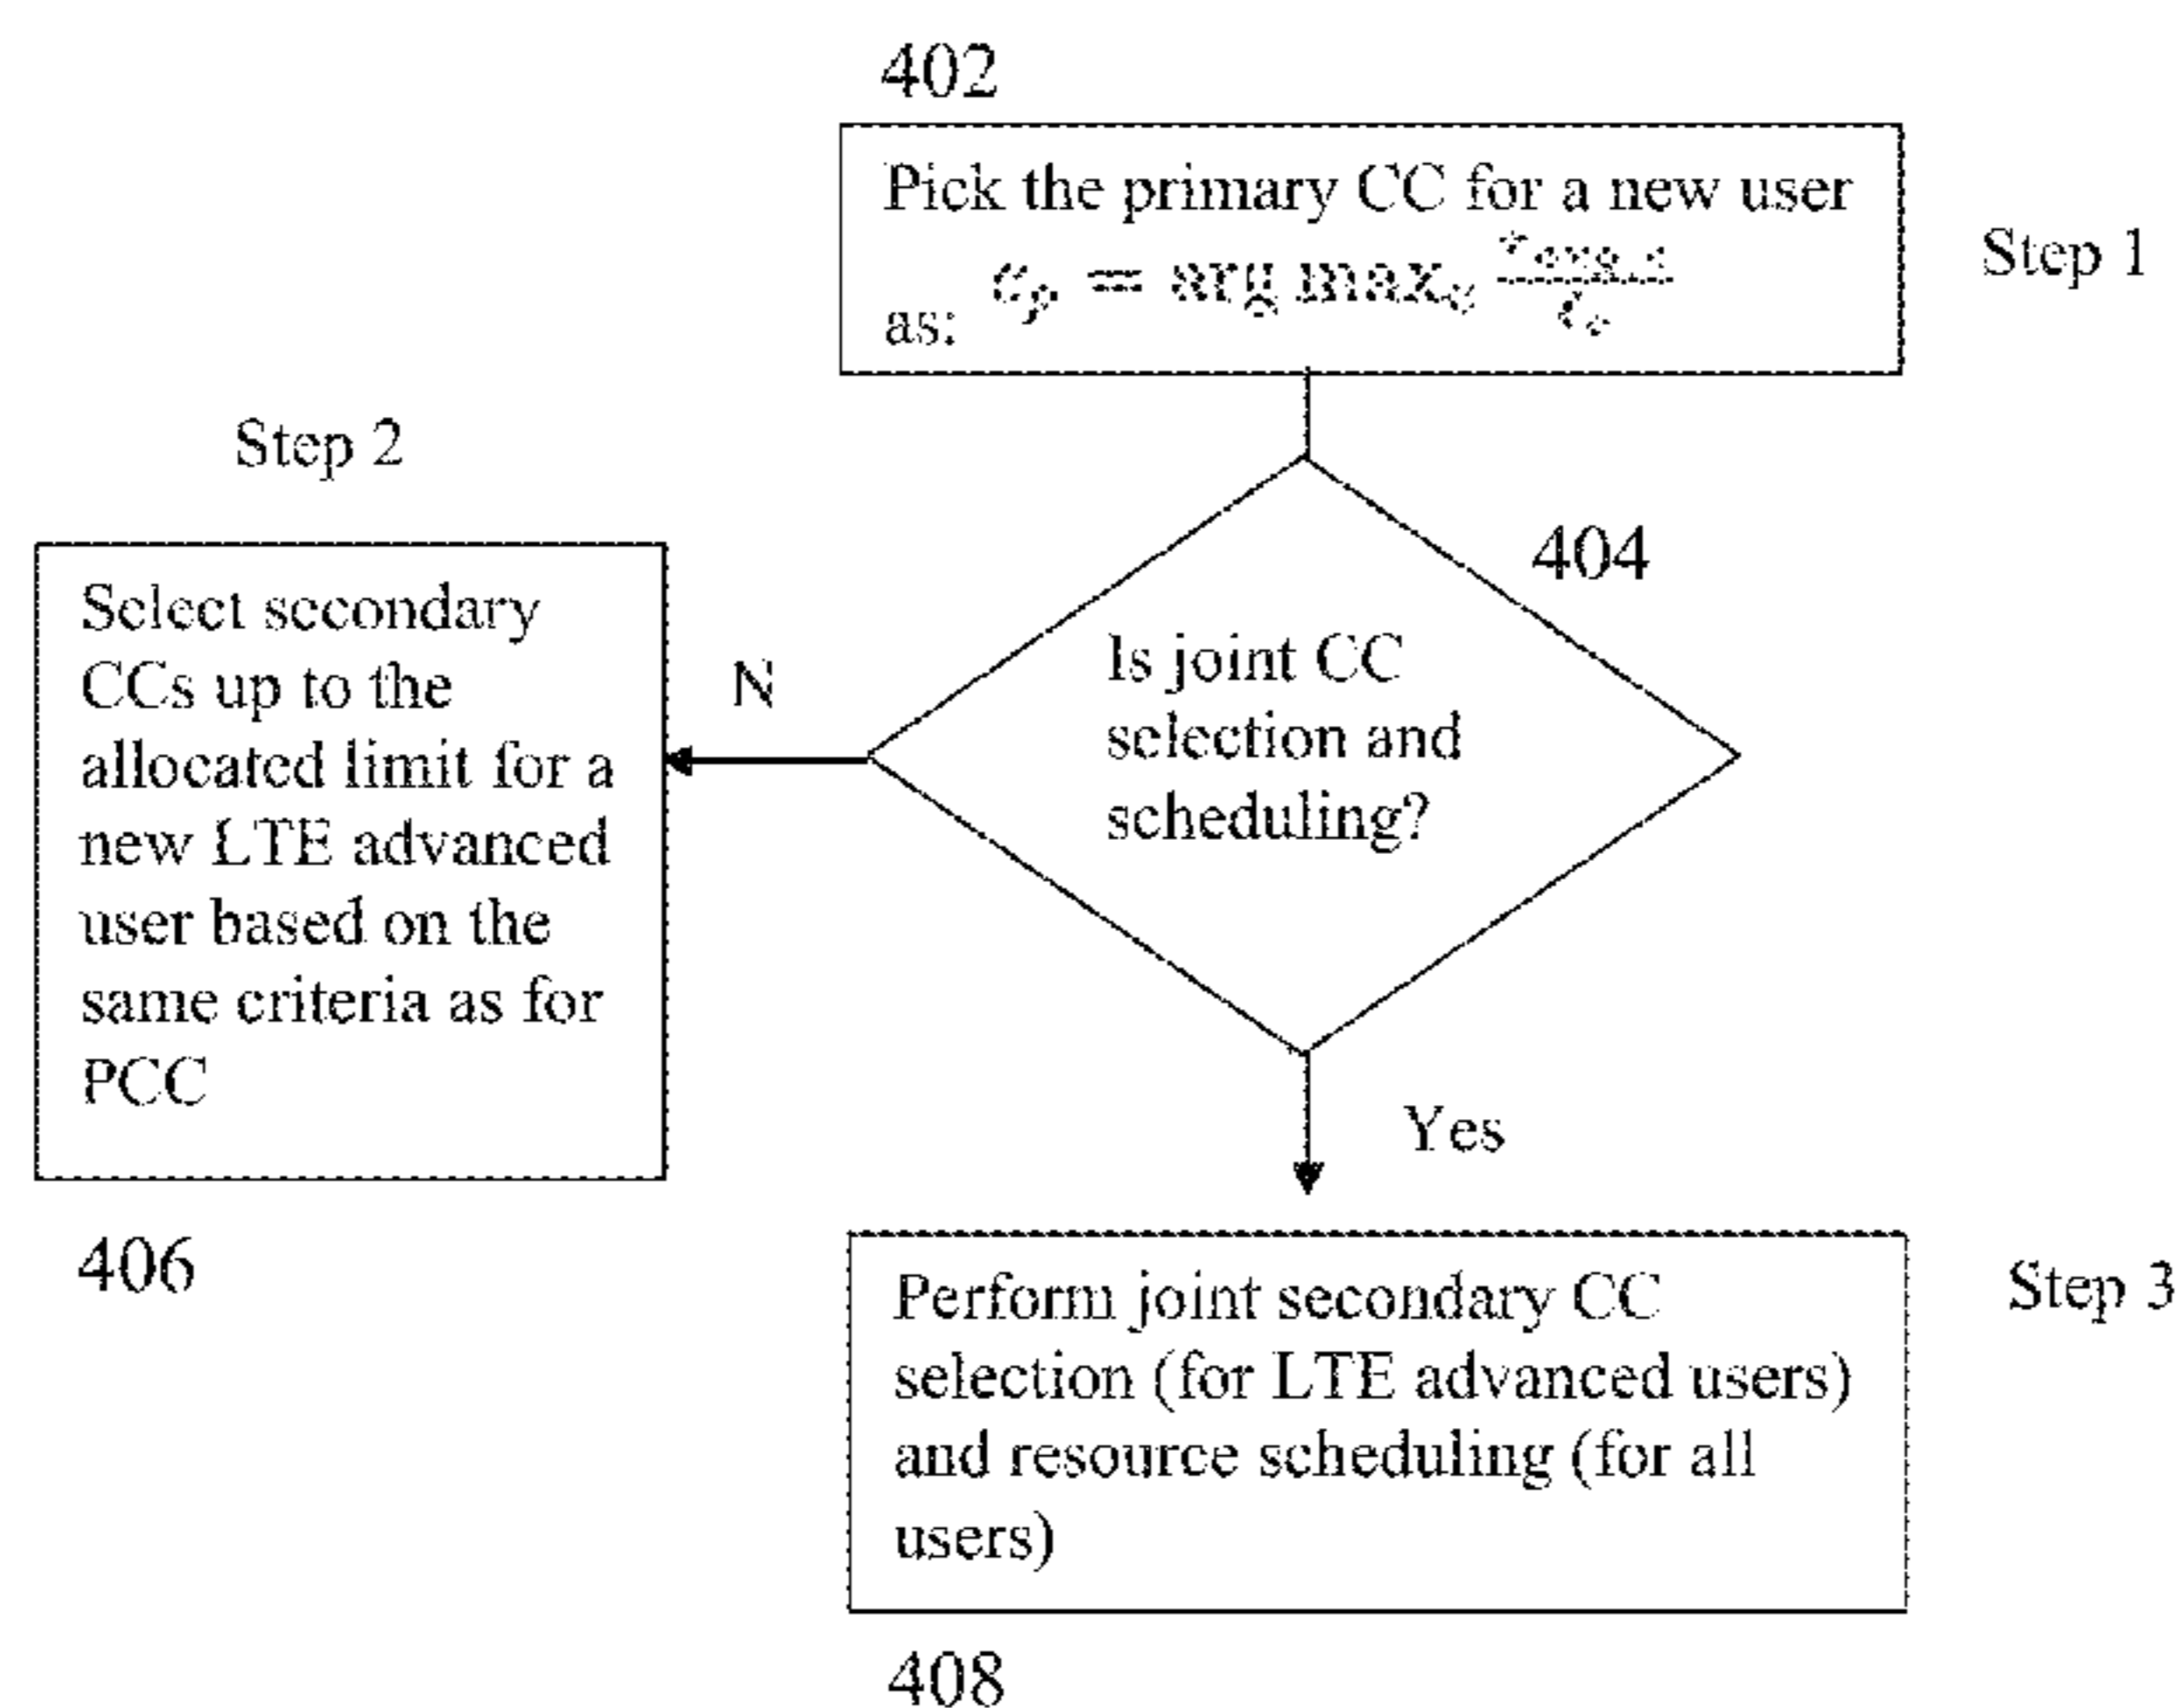 402
Pick the primary CC for a new user
as: = arg max
Step 1
Step 2
404
Select secondary
CCs up to the
allocated limit for a
new LTE advanced
user based on the
same criteria as for
PCC
N
Is joint CC
selection and
scheduling?
Yes
406
Perform joint secondary CC
selection (for LTE advanced users)
and resource scheduling (for all
users)
Step 3
408